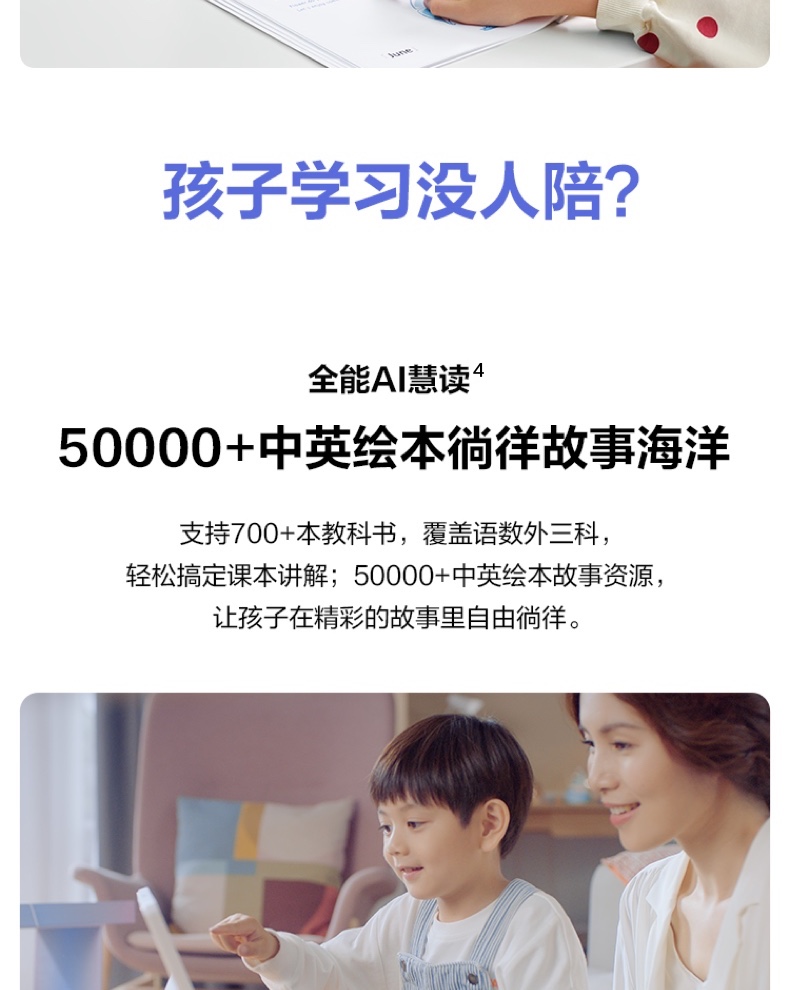 June
孩子学习没人陪？
全能AI慧读4
50000+中英绘本徜徉故事海洋
支持700+本教科书，覆盖语数外三科，
轻松搞定课本讲解；50000+中英绘本故事资源，
让孩子在精彩的故事里自由徜徉。